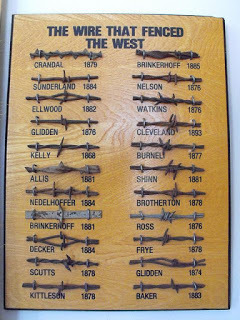 THE WIRE THAT FENCED
THE WEST
CRANDAL 1879
BRINKERHOFF 1885
SUNDERLAND 1884
NELSON 1876
ELLWOOD 1882
WATKINS 1876
GLIDDEN 1876
CLEVELAND 1893
KELLY 1868
BURNELL 1877
ALLIS 1881
SHINN 1881
NEDELHOFFER 1884
BROTHERTON 1878
BRINKERHOFF 1881
ROSS 1876
DECKER 1884
FRYE 1878
SCUTTS 1878
GLIDDEN 1874
KITTLESON 1878
BAKER 1883